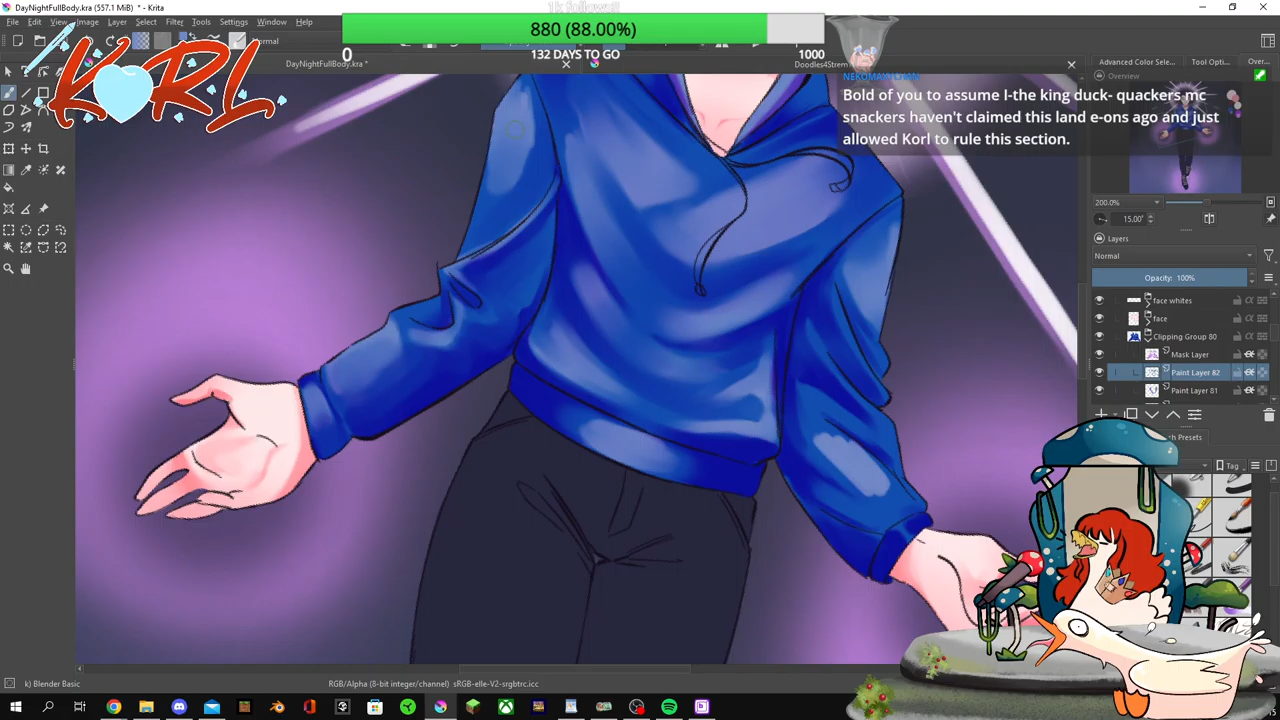 DayNightFullBody.kra (557.1 MiB) * - Krita
1k follows!!
File Edit View Image Layer Select Filter Tools Settings Window Help
880 (88.00%)
0 132 DAYS TO GO 1000
Normal
KORL
DayNightFullBody.kra *
Doodles4Strem
Advanced Color Sele... Tool Opti... Over...
Overview
Bold of you to assume I-the king duck- quackers mc
snackers haven't claimed this land e-ons ago and just
allowed Korl to rule this section.
200.0%
15.00°
Layers
Normal
Opacity: 100%
face whites
face
Clipping Group 80
Mask Layer
Paint Layer 82
Paint Layer 81
Tag
k) Blender Basic
RGB/Alpha (8-bit integer/channel) sRGB-elle-V2-srgbtrc.icc